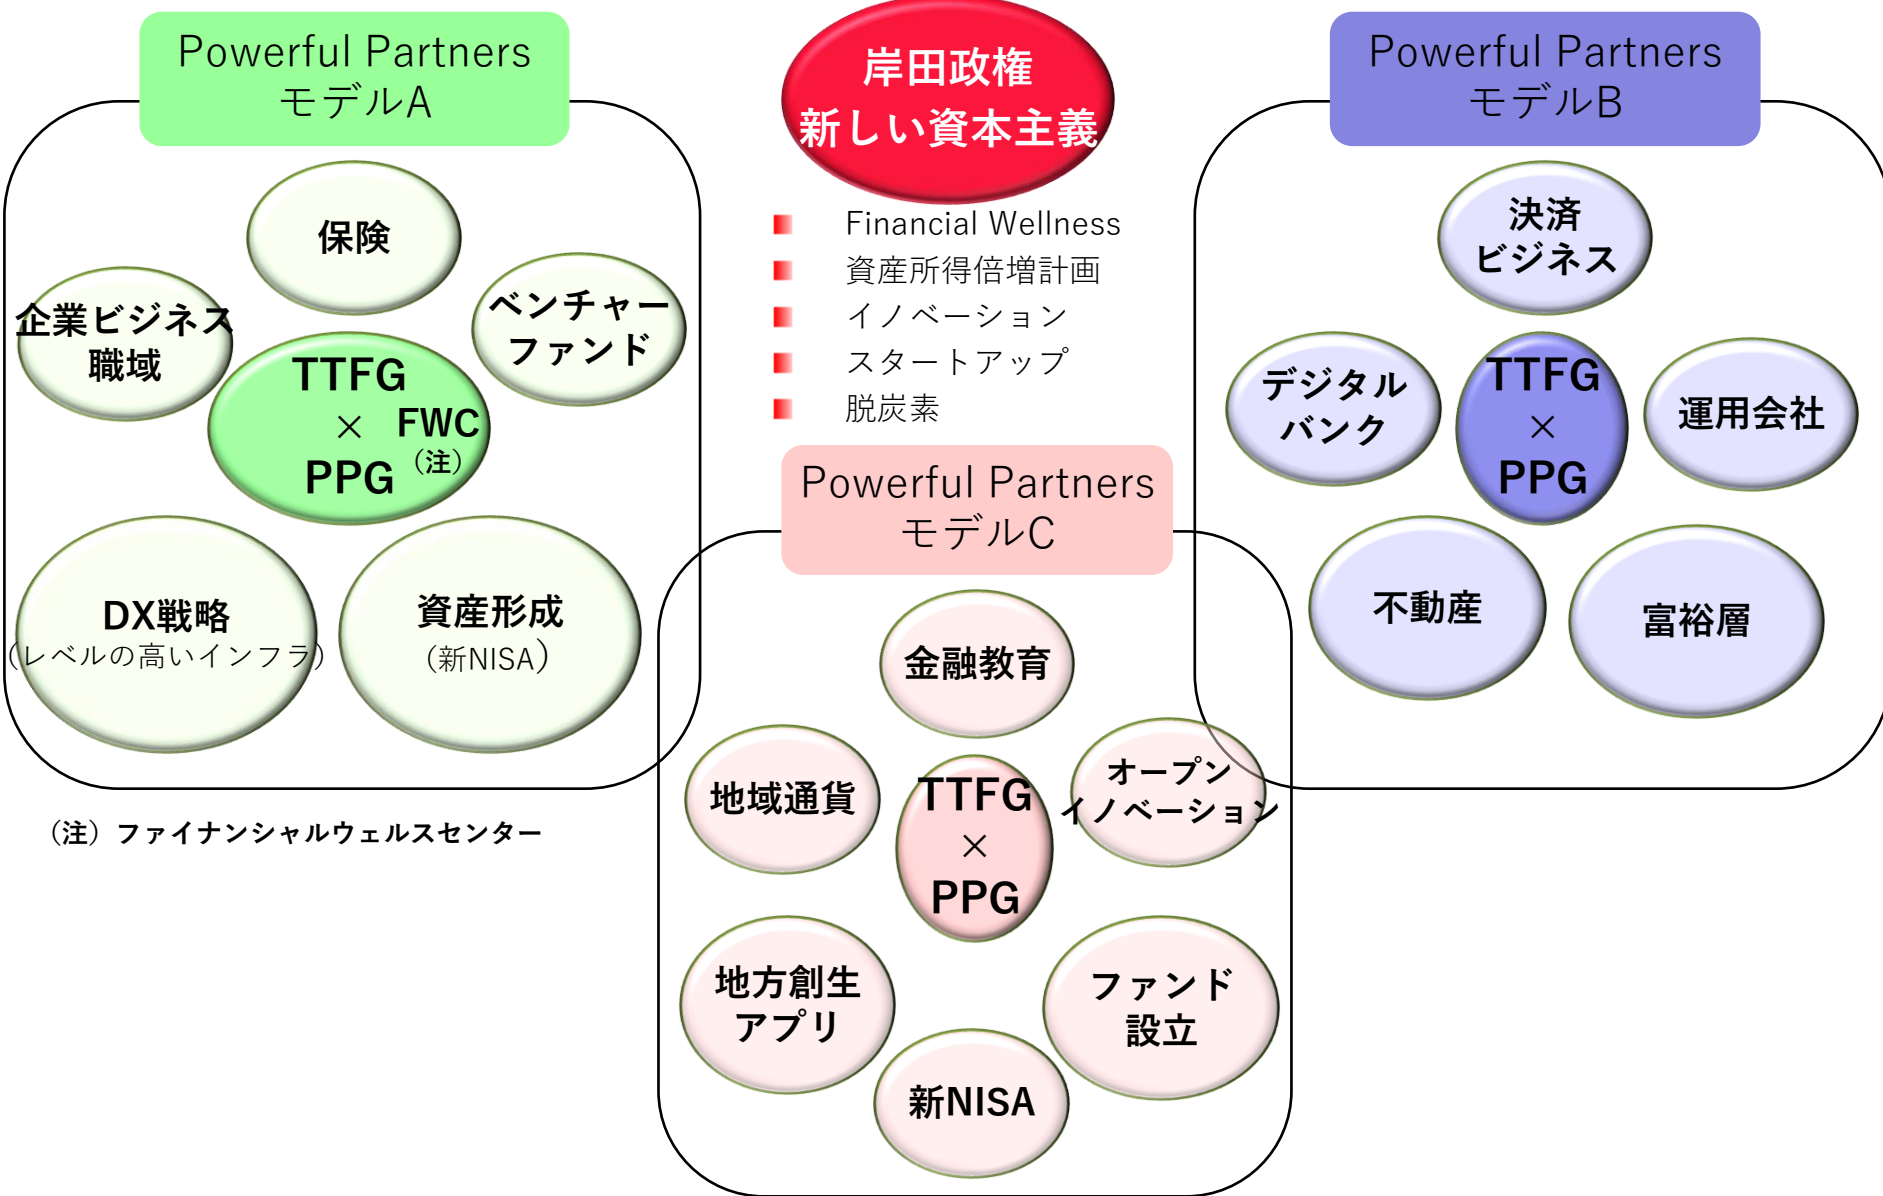 Powerful Partners
モデルA
保険
企業ビジネス
職域
ベンチャー
ファンド
TTFG
×
PPG
FWC
（注）
DX戦略
（レベルの高いインフラ）
資産形成
（新NISA）
（注）ファイナンシャルウェルスセンター
岸田政権
新しい資本主義
Financial Wellness
資産所得倍増計画
イノベーション
スタートアップ
脱炭素
Powerful Partners
モデルB
決済
ビジネス
デジタル
バンク
TTFG
×
PPG
運用会社
不動産
富裕層
Powerful Partners
モデルC
金融教育
地域通貨
TTFG
×
PPG
オープン
イノベーション
地方創生
アプリ
ファンド
設立
新NISA